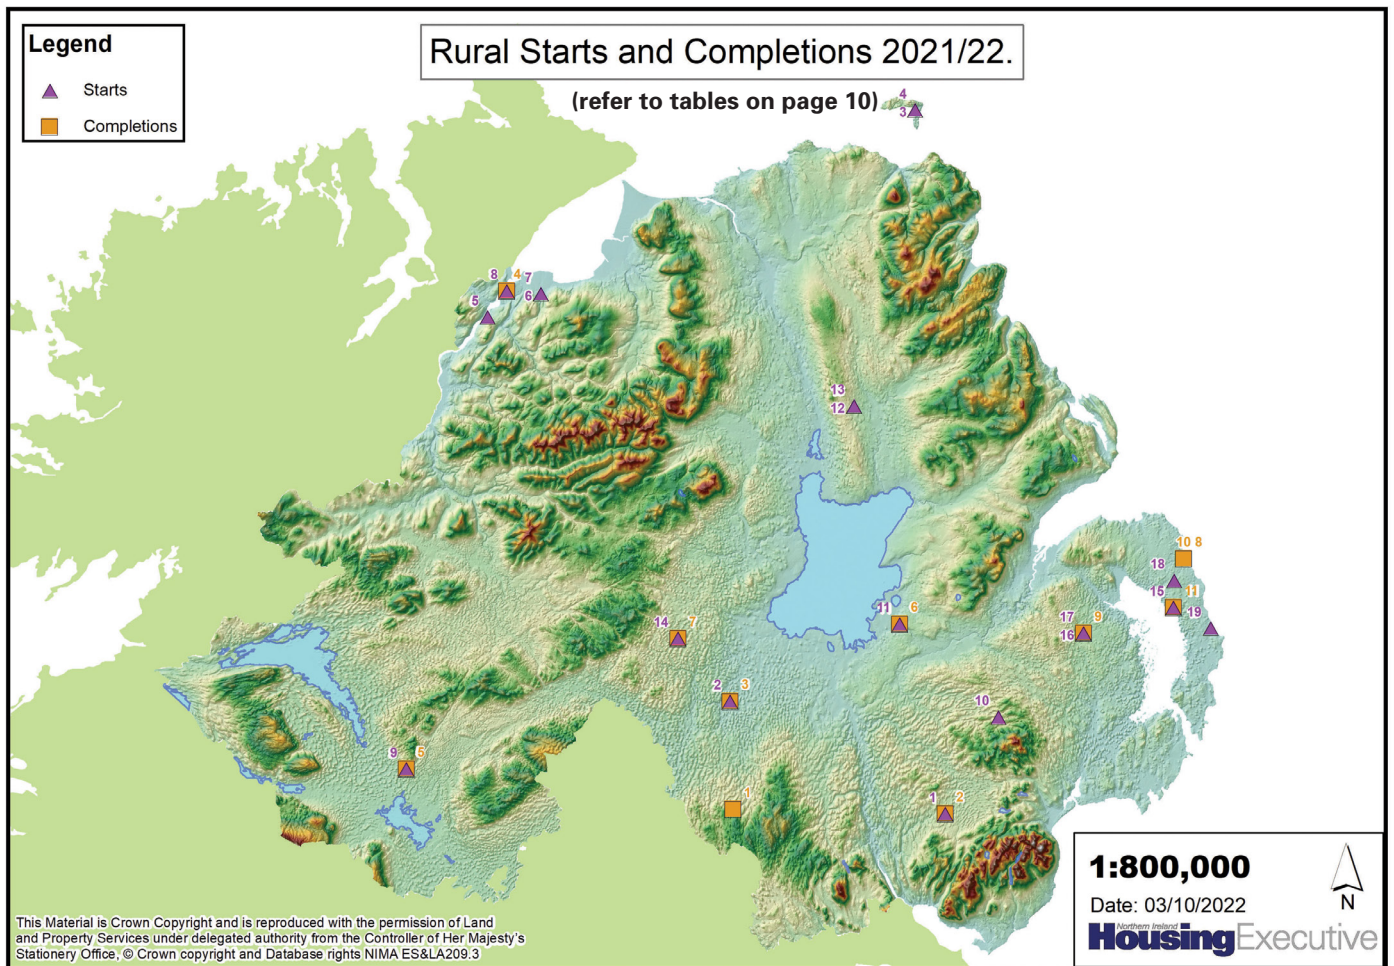 Legend
Starts
Completions
Rural Starts and Completions 2021/22.
(refer to tables on page 10)
4
3
8 4 7
6
5
13
12
10 8
18
15 11
19
11 6
17 9
16
14 7
2 3
10
9 5
1
1 2
1:800,000
Date: 03/10/2022
N
Northern Ireland
HousingExecutive
This Material is Crown Copyright and is reproduced with the permission of Land
and Property Services under delegated authority from the Controller of Her Majesty's
Stationery Office, © Crown copyright and Database rights NIMA ES&LA209.3